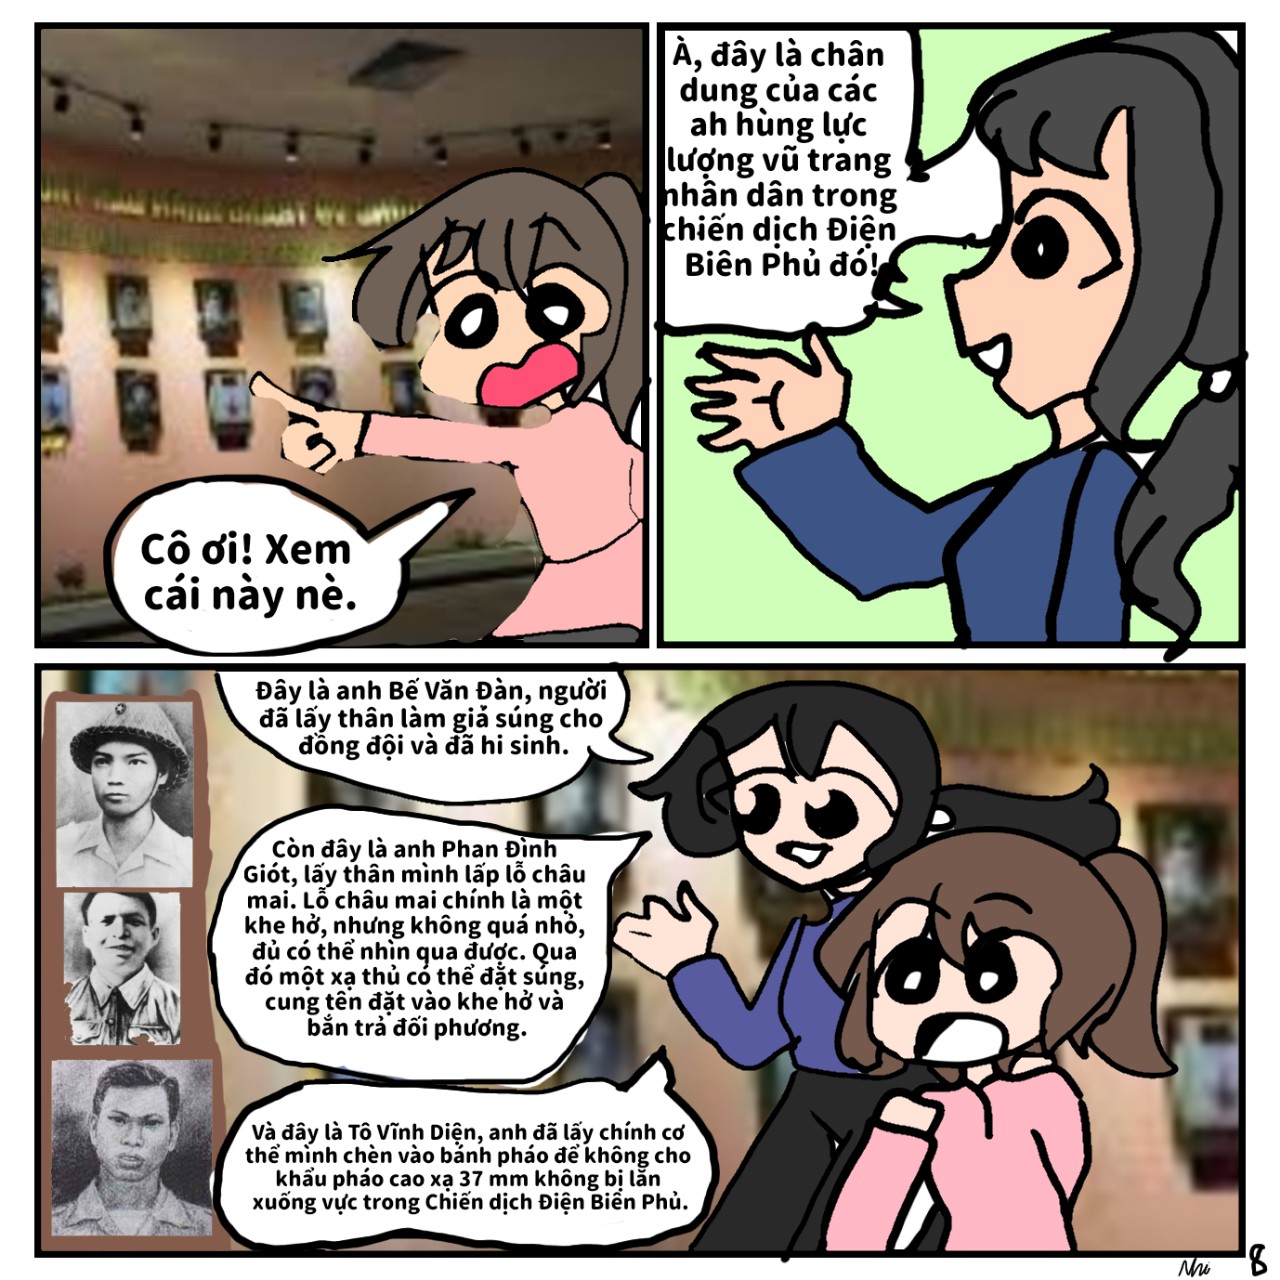 Cô ơi! Xem
cái này nè.
À, đây là chân
dung của các
ah hùng lực
lượng vũ trang
nhân dân trong
chiến dịch Điện
Biên Phủ đó!
Đây là anh Bế Văn Đàn, người
đã lấy thân làm giả súng cho
đồng đội và đã hi sinh.
Còn đây là anh Phan Đình
Giót, lấy thân mình lấp lỗ châu
mai. Lỗ châu mai chính là một
khe hở, nhưng không quá nhỏ,
đủ có thể nhìn qua được. Qua
đó một xạ thủ có thể đặt súng,
cung tên đặt vào khe hở và
bắn trả đối phương.
Và đây là Tô Vĩnh Diện, anh đã lấy chính cơ
thể mình chèn vào bánh pháo để không cho
khẩu pháo cao xạ 37 mm không bị lăn
xuống vực trong Chiến dịch Điện Biên Phủ.
Nhi 8